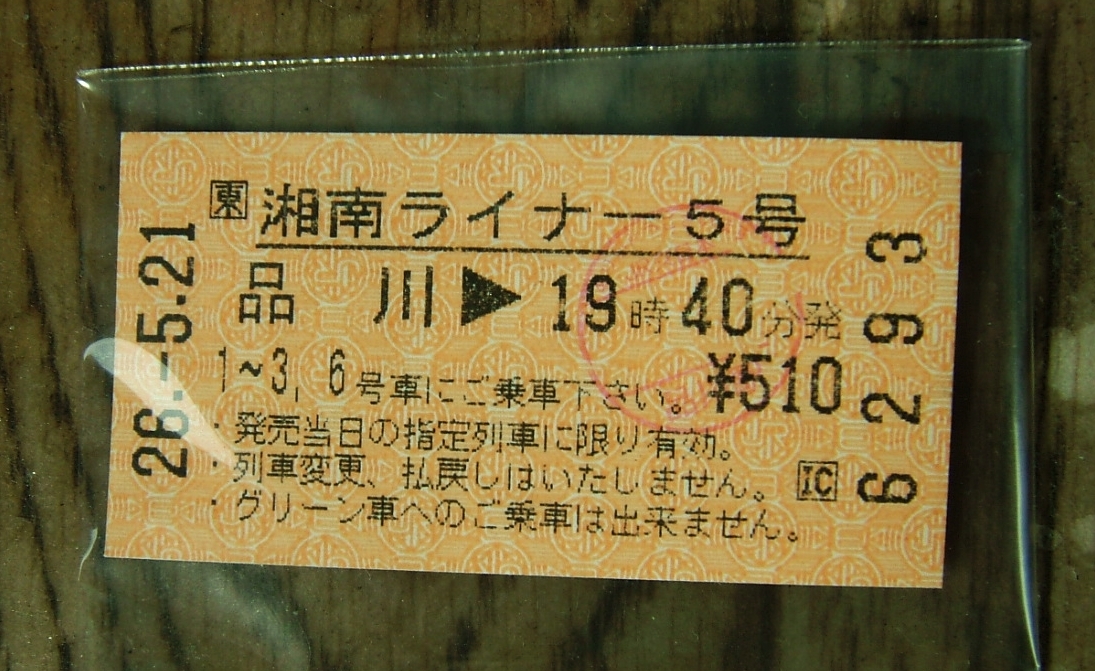 東 湘南ライナー5号
品川▶19時40分発
1~3, 6号車にご乗車下さい。¥510
・発売当日の指定列車に限り有効。
・列車変更、払戻しはいたしません。 IC
・グリーン車へのご乗車は出来ません。
26.-5.21
6293